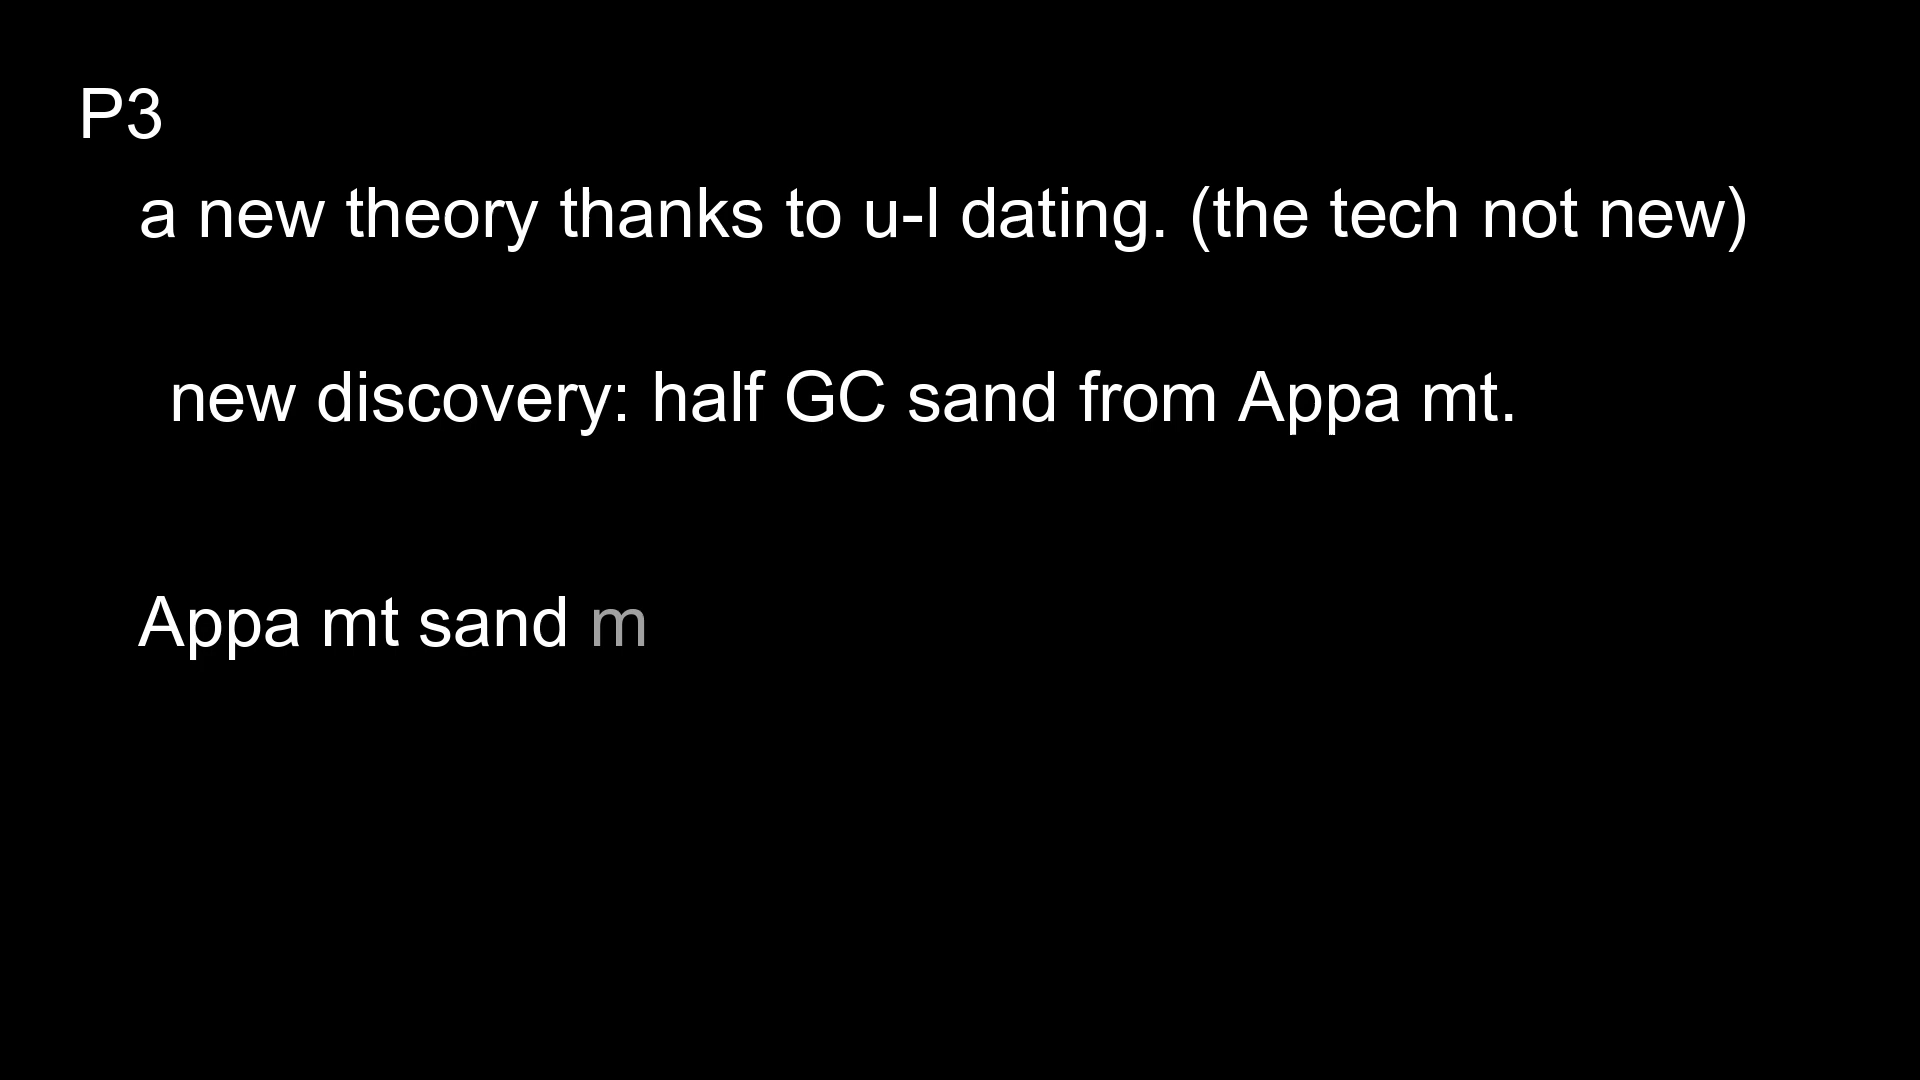 P3
a new theory thanks to u-l dating. (the tech not new)
new discovery: half GC sand from Appa mt.
Appa mt sand m